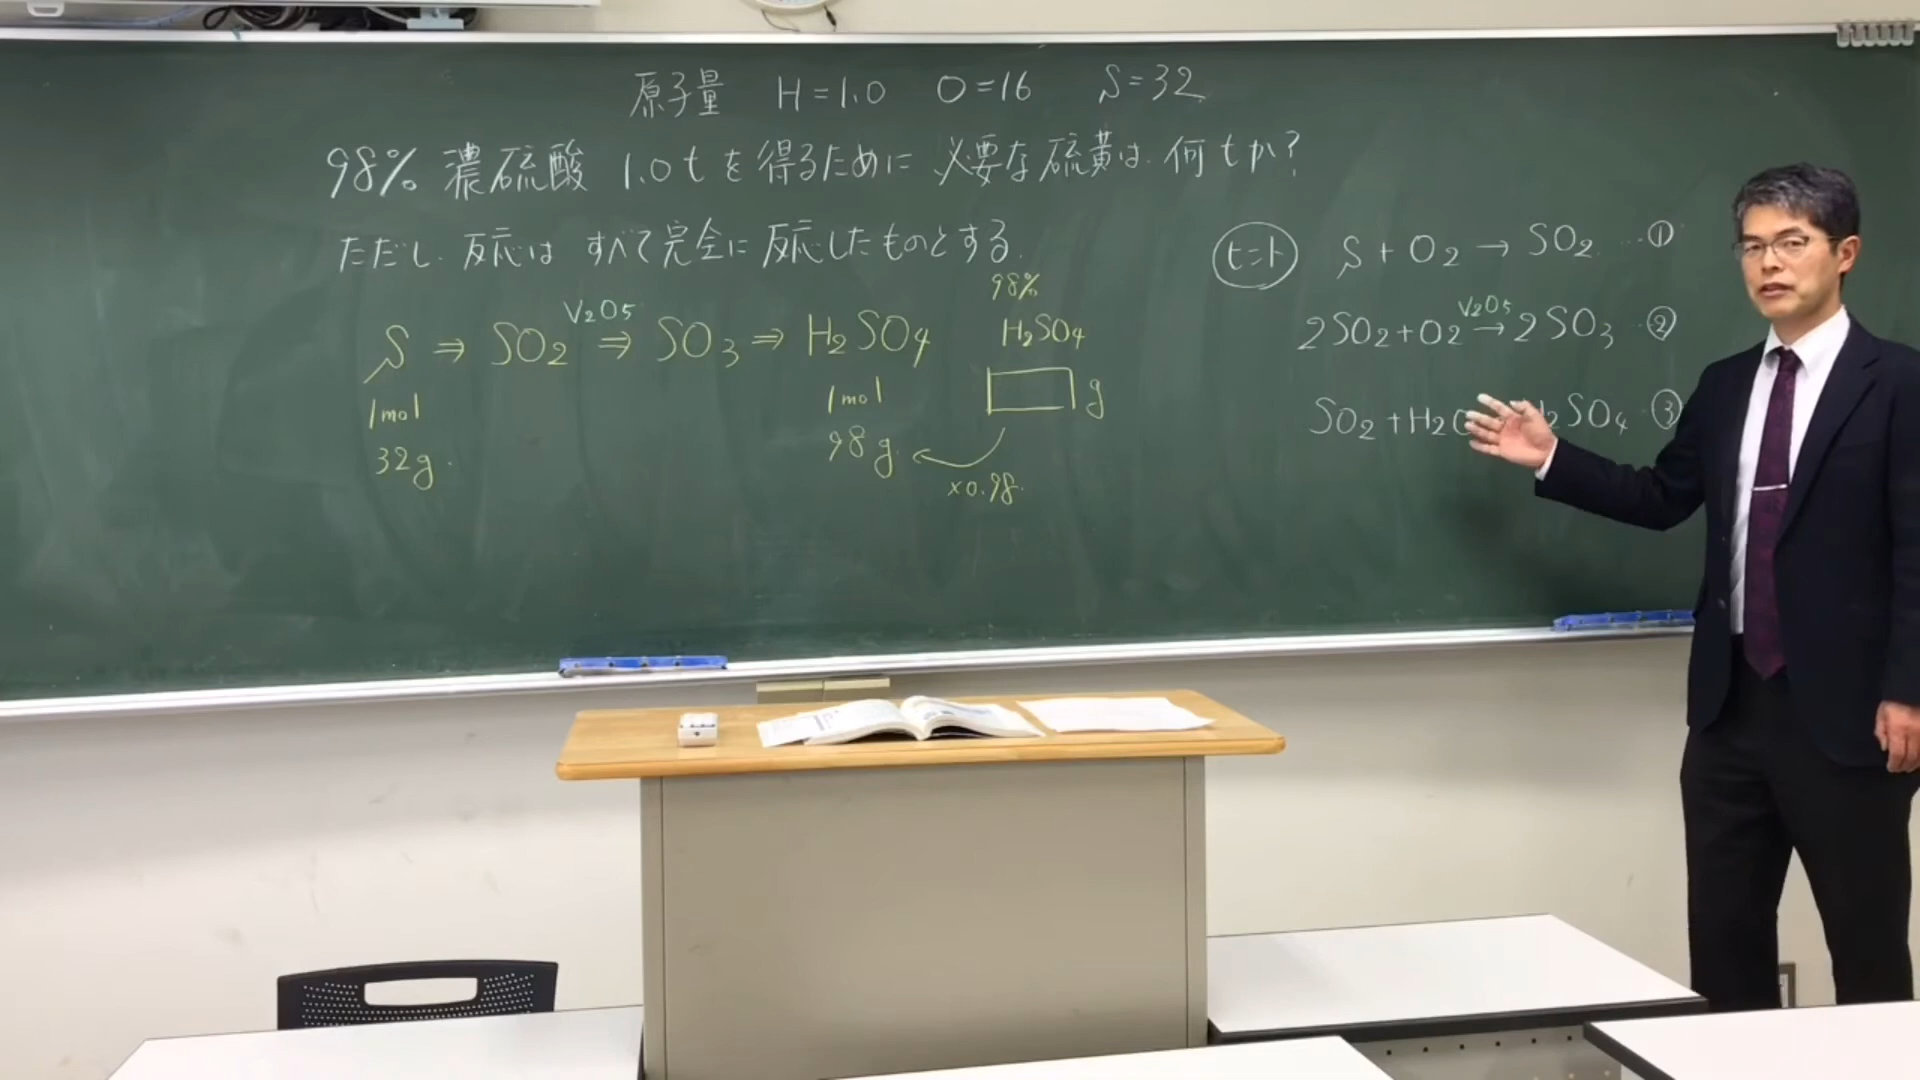 原子量 H=1.0 O=16 S=32
98% 濃硫酸 1.0tを得るために必要な硫黄は何tか?
ただし、反応はすべて完全に反応したものとする.
S ⇒ SO2 V2O5⇒ SO3 ⇒ H2SO4
1mol
32g.
1mol
98g.
98%
H2SO4
g
×0.98.
ヒント S + O2 → SO2 … ①
2SO2+O2 V2O5→ 2SO3 … ②
SO2+H2O 2SO4 … ③